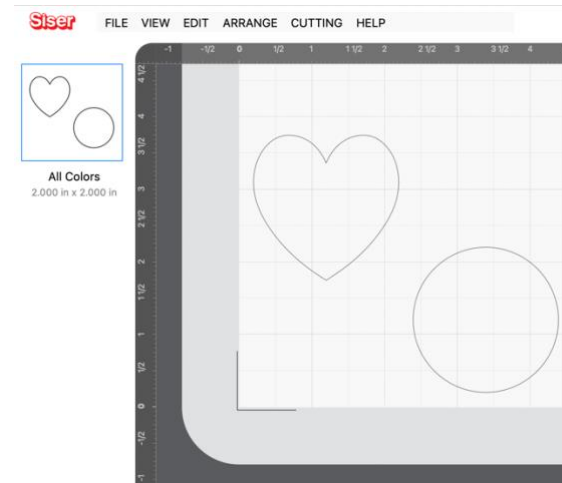 Siser
FILE VIEW EDIT ARRANGE CUTTING HELP
-1 -1/2 0 1/2 1 1 1/2 2 2 1/2 3 3 1/2 4
4 1/2
4
3 1/2
3
2 1/2
2
1 1/2
1
1/2
0
-1/2
-1
All Colors
2.000 in x 2.000 in